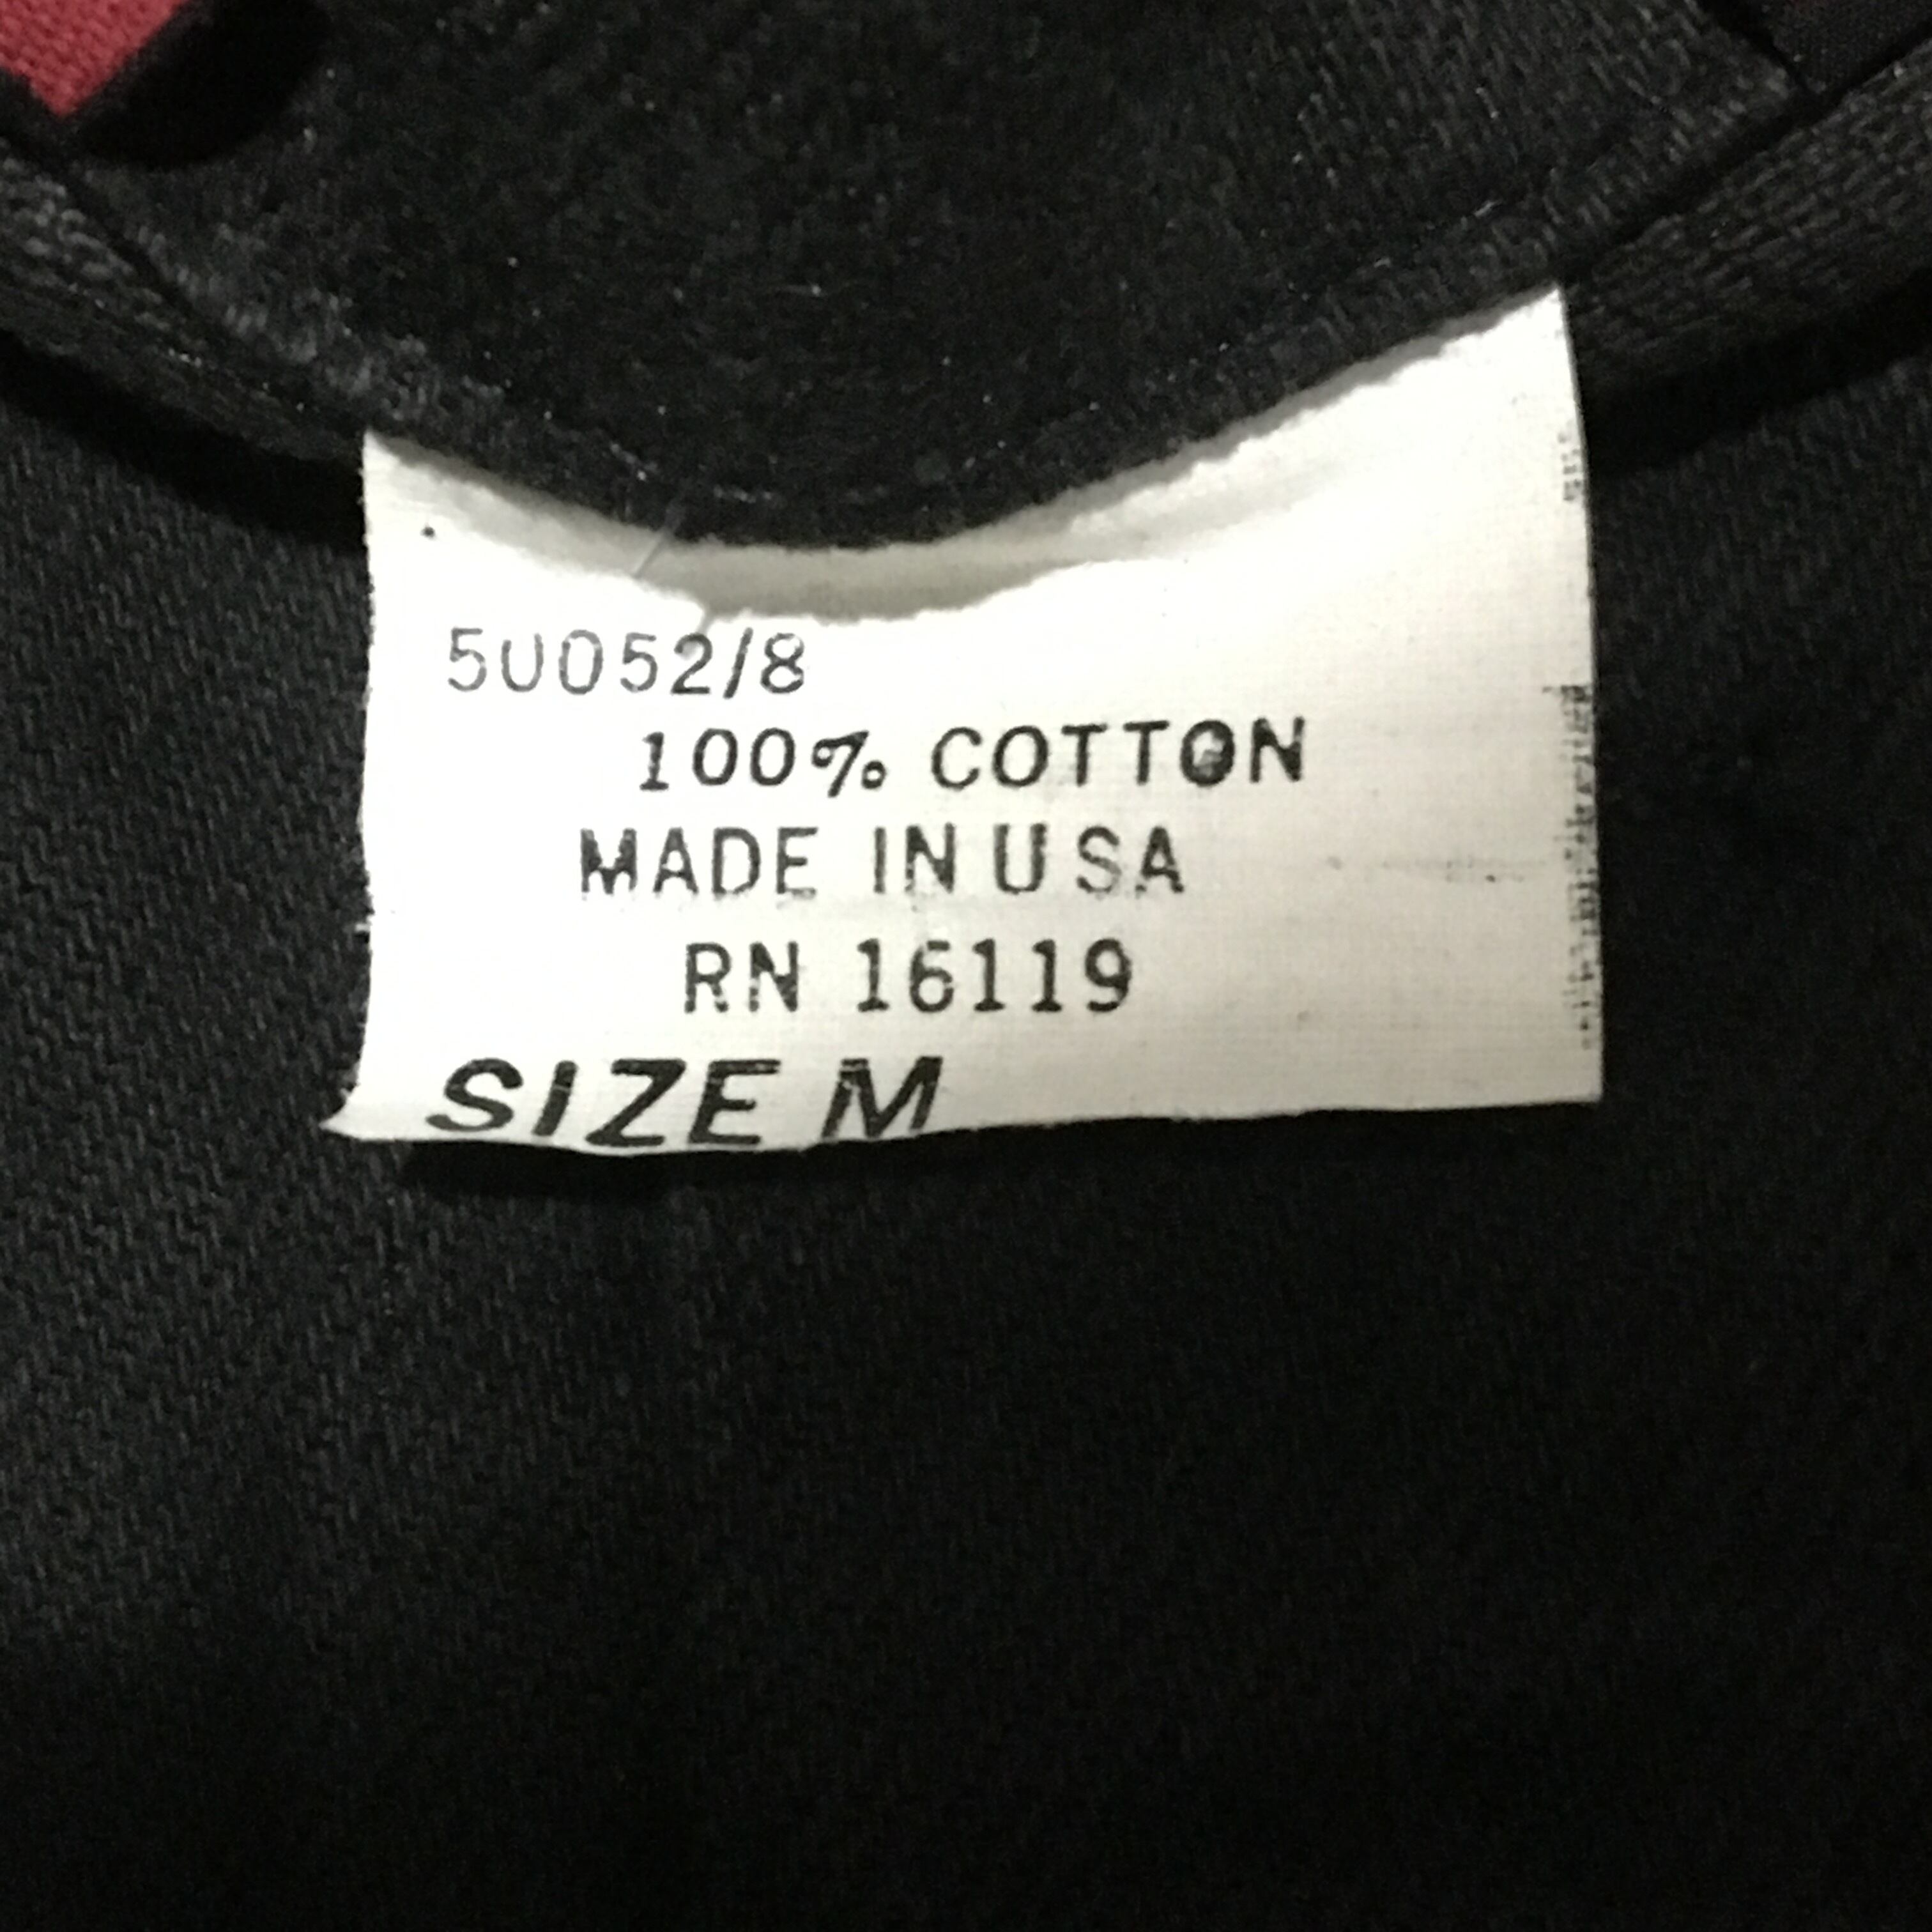 5U052/8
100% COTTON
MADE IN USA
RN 16119
SIZE M